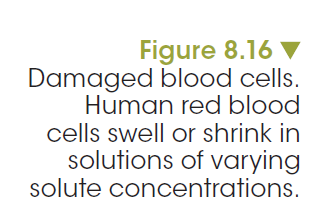 Figure 8.16 ▼
Damaged blood cells.
Human red blood
cells swell or shrink in
solutions of varying
solute concentrations.